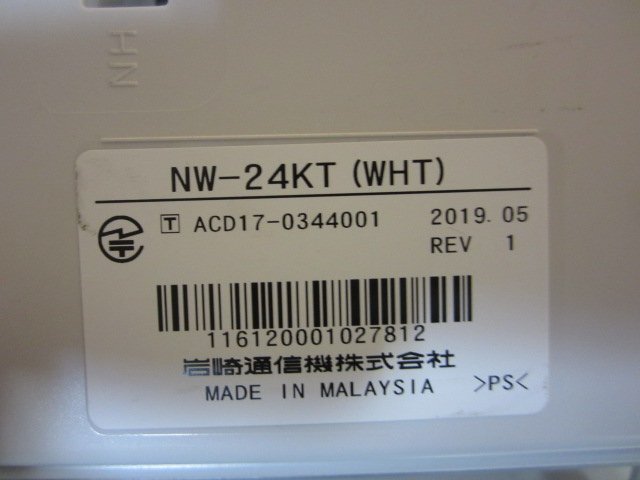 HN
NW-24KT (WHT)
T ACD17-0344001 2019.05
REV 1
116120001027812
岩崎通信機株式会社
MADE IN MALAYSIA >PS<